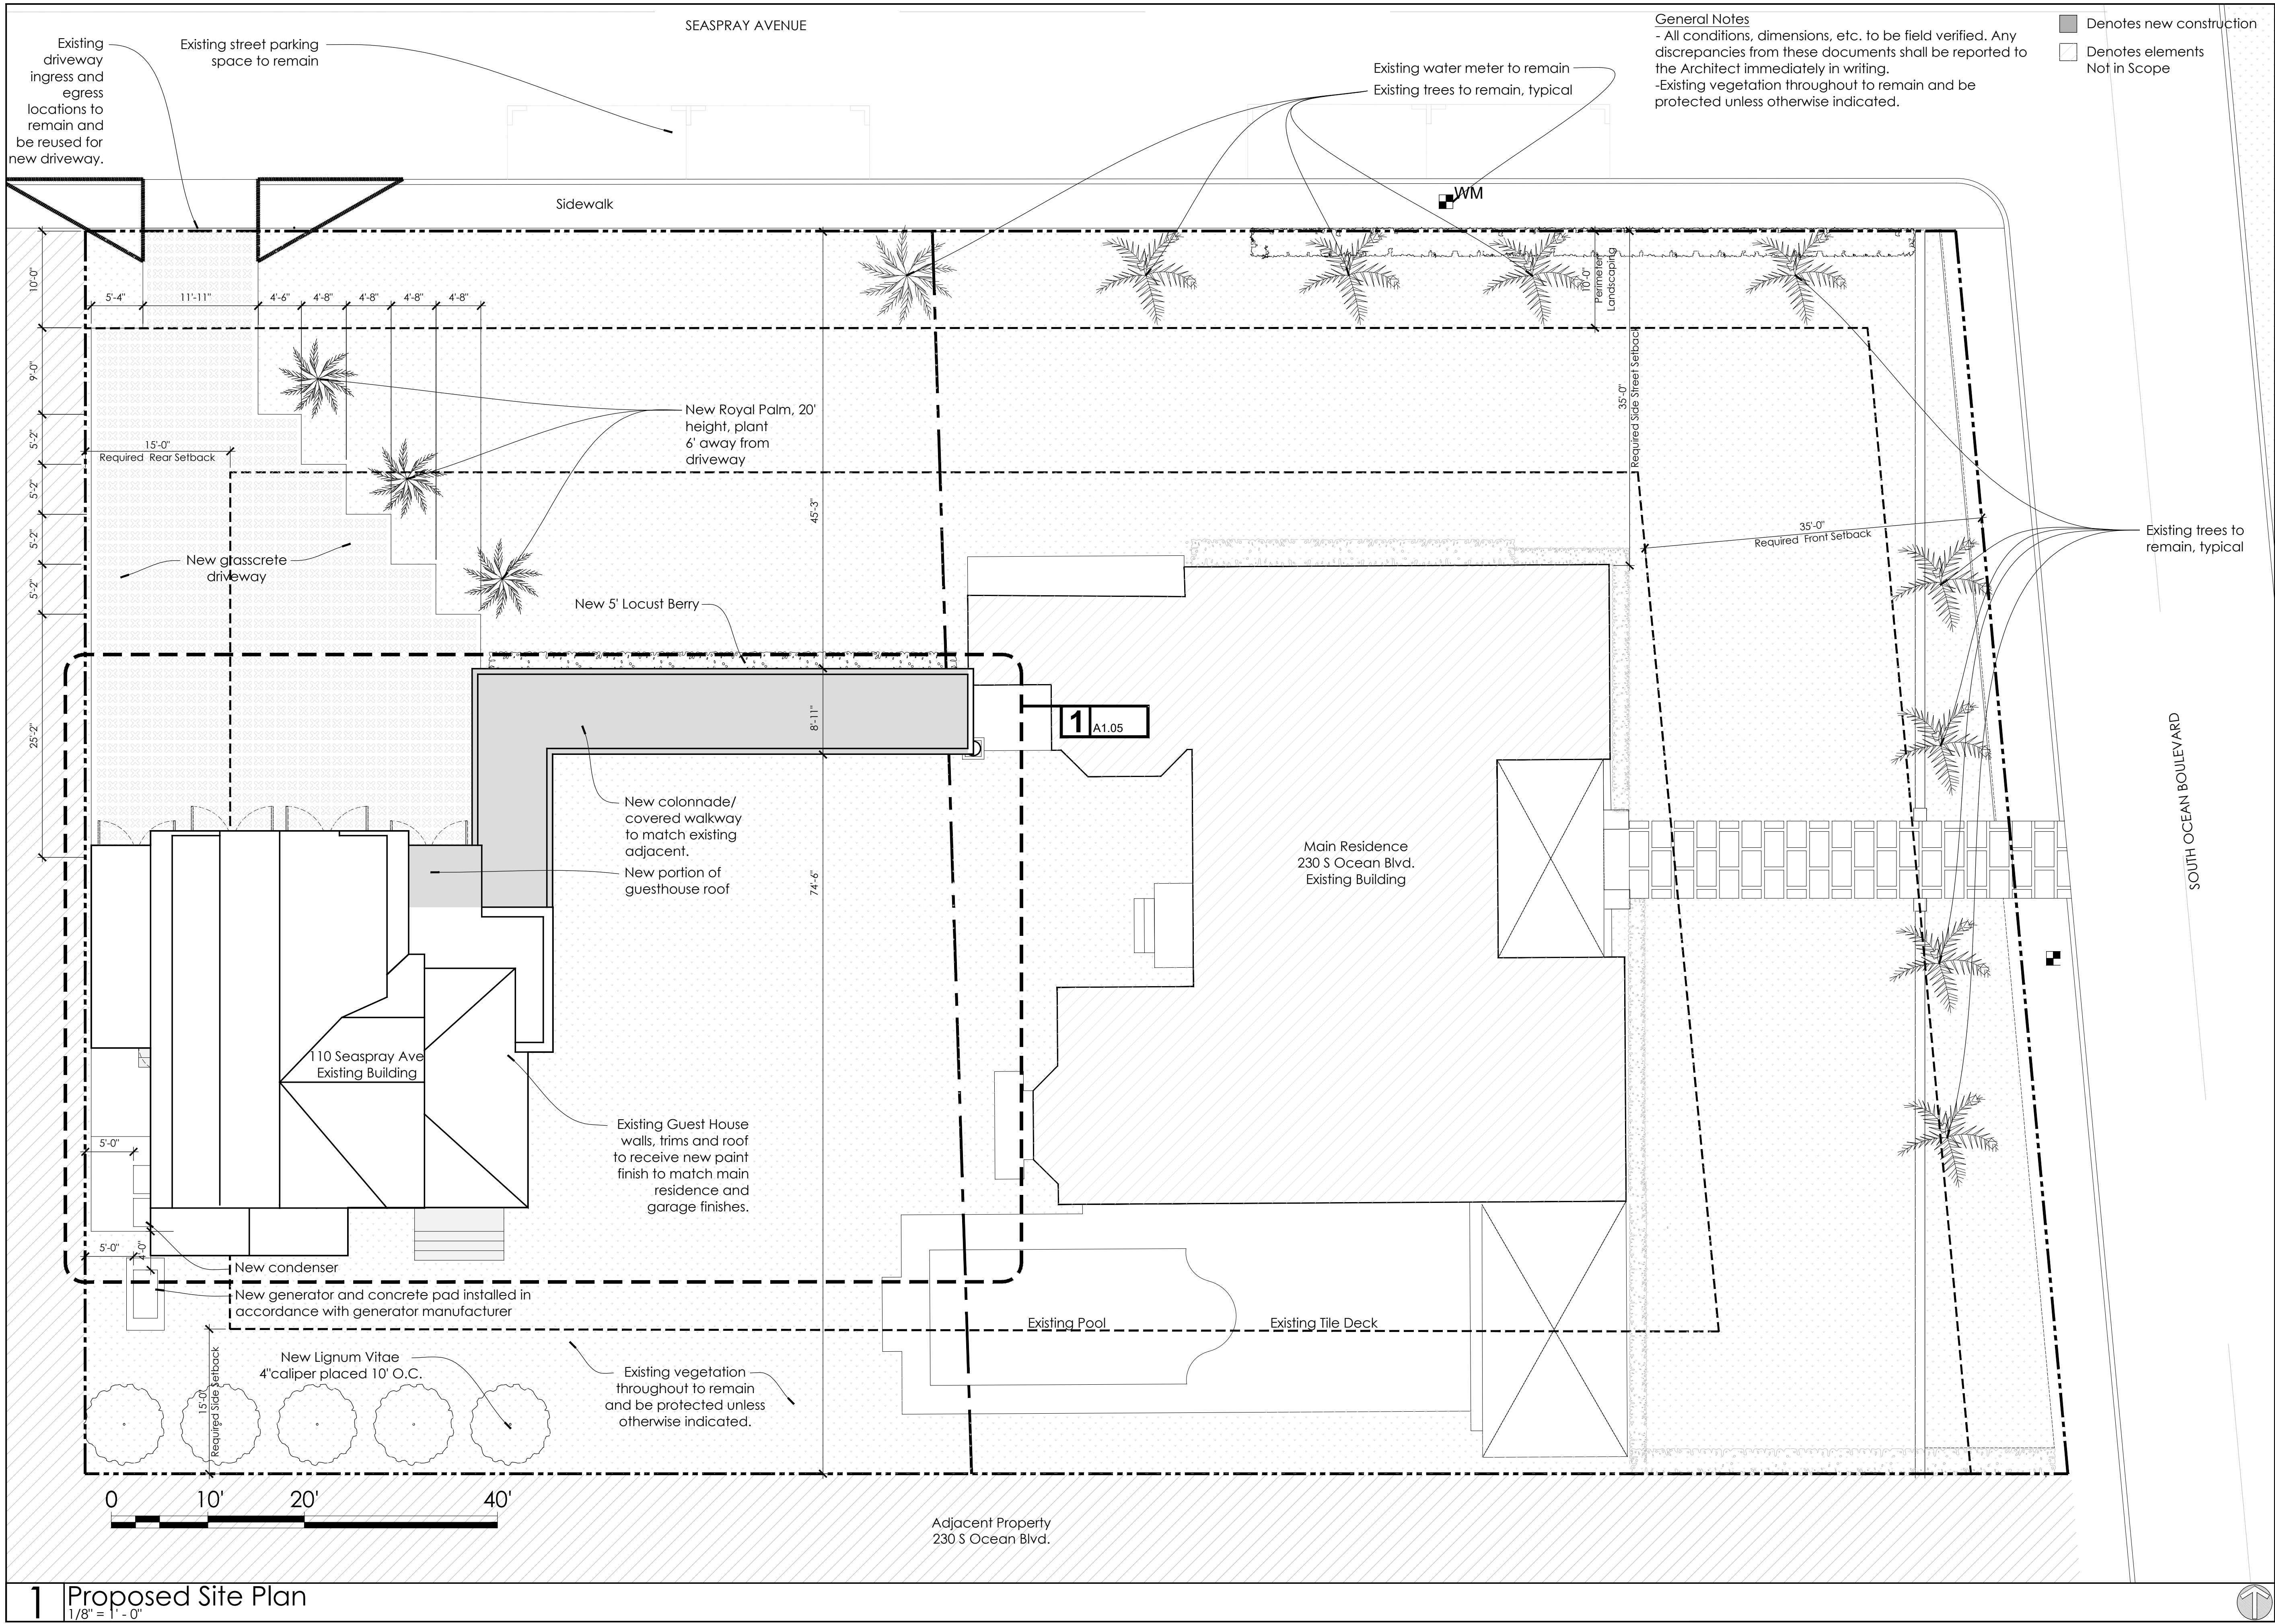 SEASPRAY AVENUE
General Notes
- All conditions, dimensions, etc. to be field verified. Any
discrepancies from these documents shall be reported to
the Architect immediately in writing.
-Existing vegetation throughout to remain and be
protected unless otherwise indicated.
Denotes new construction
Denotes elements
Not in Scope
Existing
driveway
ingress and
egress
locations to
remain and
be reused for
new driveway.
Existing street parking
space to remain
Existing water meter to remain
Existing trees to remain, typical
Sidewalk
WM
10'-0"
5'-4"
11'-11"
4'-6"
4'-8"
4'-8"
4'-8"
4'-8"
10'-0"
Perimeter
Landscaping
9'-0"
5'-2"
5'-2"
5'-2"
5'-2"
25'-2"
15'-0"
Required Rear Setback
New Royal Palm, 20'
height, plant
6' away from
driveway
35'-0"
Required Side Street Setback
45'-3"
35'-0"
Required Front Setback
Existing trees to
remain, typical
New grasscrete
driveway
New 5' Locust Berry
8'-11"
1
A1.05
SOUTH OCEAN BOULEVARD
New colonnade/
covered walkway
to match existing
adjacent.
New portion of
guesthouse roof
74'-6"
Main Residence
230 S Ocean Blvd.
Existing Building
110 Seaspray Ave
Existing Building
Existing Guest House
walls, trims and roof
to receive new paint
finish to match main
residence and
garage finishes.
5'-0"
5'-0"
4'-0"
New condenser
New generator and concrete pad installed in
accordance with generator manufacturer
Existing Pool
Existing Tile Deck
New Lignum Vitae
4"caliper placed 10' O.C.
15'-0"
Required Side Setback
Existing vegetation
throughout to remain
and be protected unless
otherwise indicated.
0
10'
20'
40'
Adjacent Property
230 S Ocean Blvd.
1
Proposed Site Plan
1/8" = 1' - 0"